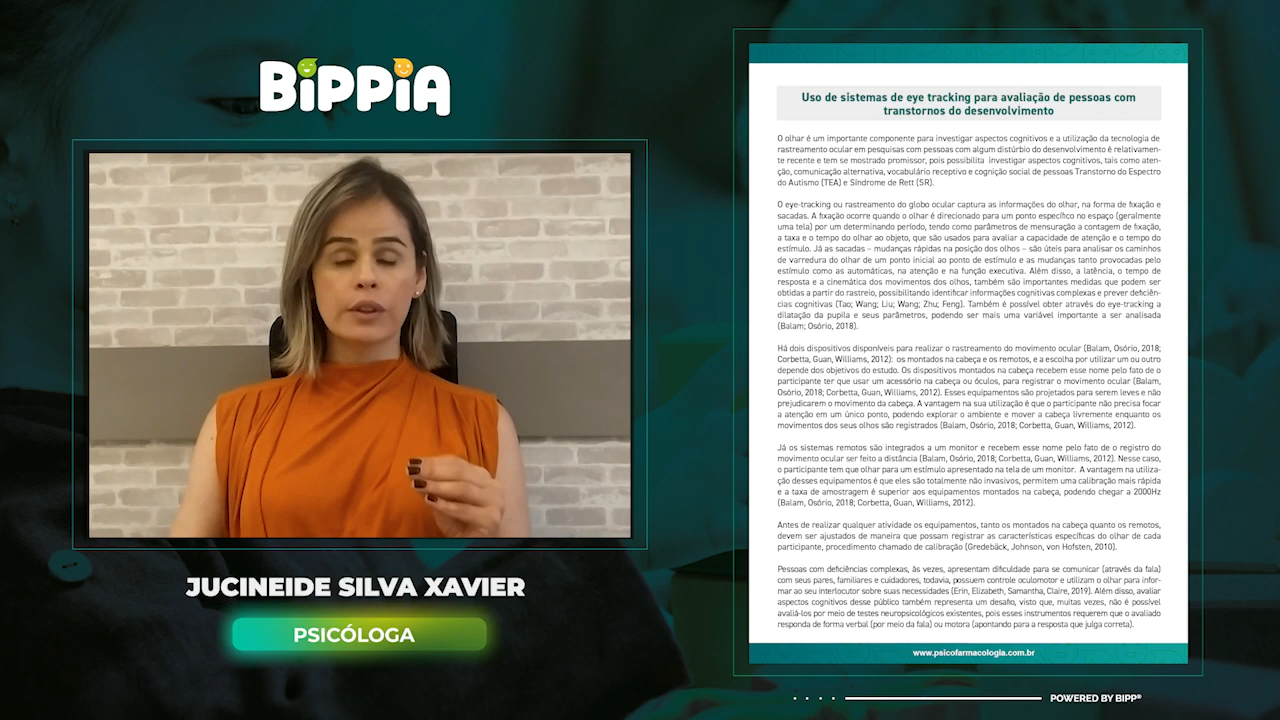 BiPPiA
JUCINEIDE SILVA XAVIER
PSICÓLOGA
Uso de sistemas de eye tracking para avaliação de pessoas com
transtornos do desenvolvimento
O olhar é um importante componente para investigar aspectos cognitivos e a utilização da tecnologia de
rastreamento ocular em pesquisas com pessoas com algum distúrbio do desenvolvimento é relativamen-
te recente e tem se mostrado promissor, pois possibilita investigar aspectos cognitivos, tais como aten-
ção, comunicação alternativa, vocabulário receptivo e cognição social de pessoas Transtorno do Espectro
do Autismo (TEA) e Síndrome de Rett (SR).
O eye-tracking ou rastreamento do globo ocular captura as informações do olhar, na forma de fixação e
sacadas. A fixação ocorre quando o olhar é direcionado para um ponto específico no espaço (geralmente
uma tela) por um determinando período, tendo como parâmetros de mensuração a contagem de fixação,
a taxa e o tempo do olhar ao objeto, que são usados para avaliar a capacidade de atenção e o tempo do
estímulo. Já as sacadas – mudanças rápidas na posição dos olhos – são úteis para analisar os caminhos
de varredura do olhar de um ponto inicial ao ponto de estímulo e as mudanças tanto provocadas pelo
estímulo como as automáticas, na atenção e na função executiva. Além disso, a latência, o tempo de
resposta e a cinemática dos movimentos dos olhos, também são importantes medidas que podem ser
obtidas a partir do rastreio, possibilitando identificar informações cognitivas complexas e prever deficiên-
cias cognitivas (Tao; Wang; Liu; Wang; Zhu; Feng). Também é possível obter através do eye-tracking a
dilatação da pupila e seus parâmetros, podendo ser mais uma variável importante a ser analisada
(Balam; Osório, 2018).
Há dois dispositivos disponíveis para realizar o rastreamento do movimento ocular (Balam, Osório, 2018;
Corbetta, Guan, Williams, 2012): os montados na cabeça e os remotos, e a escolha por utilizar um ou outro
depende dos objetivos do estudo. Os dispositivos montados na cabeça recebem esse nome pelo fato de o
participante ter que usar um acessório na cabeça ou óculos, para registrar o movimento ocular (Balam,
Osório, 2018; Corbetta, Guan, Williams, 2012). Esses equipamentos são projetados para serem leves e não
prejudicarem o movimento da cabeça. A vantagem na sua utilização é que o participante não precisa focar
a atenção em um único ponto, podendo explorar o ambiente e mover a cabeça livremente enquanto os
movimentos dos seus olhos são registrados (Balam, Osório, 2018; Corbetta, Guan, Williams, 2012).
Já os sistemas remotos são integrados a um monitor e recebem esse nome pelo fato de o registro do
movimento ocular ser feito a distância (Balam, Osório, 2018; Corbetta, Guan, Williams, 2012). Nesse caso,
o participante tem que olhar para um estímulo apresentado na tela de um monitor. A vantagem na utiliza-
ção desses equipamentos é que eles são totalmente não invasivos, permitem uma calibração mais rápida
e a taxa de amostragem é superior aos equipamentos montados na cabeça, podendo chegar a 2000Hz
(Balam, Osório, 2018; Corbetta, Guan, Williams, 2012).
Antes de realizar qualquer atividade os equipamentos, tanto os montados na cabeça quanto os remotos,
devem ser ajustados de maneira que possam registrar as características específicas do olhar de cada
participante, procedimento chamado de calibração (Gredebäck, Johnson, von Hofsten, 2010).
Pessoas com deficiências complexas, às vezes, apresentam dificuldade para se comunicar (através da fala)
com seus pares, familiares e cuidadores, todavia, possuem controle oculomotor e utilizam o olhar para infor-
mar ao seu interlocutor sobre suas necessidades (Erin, Elizabeth, Samantha, Claire, 2019). Além disso, avaliar
aspectos cognitivos desse público também representa um desafio, visto que, muitas vezes, não é possível
avaliá-los por meio de testes neuropsicológicos existentes, pois esses instrumentos requerem que o avaliado
responda de forma verbal (por meio da fala) ou motora (apontando para a resposta que julga correta).
www.psicofarmacologia.com.br
POWERED BY BIPP®